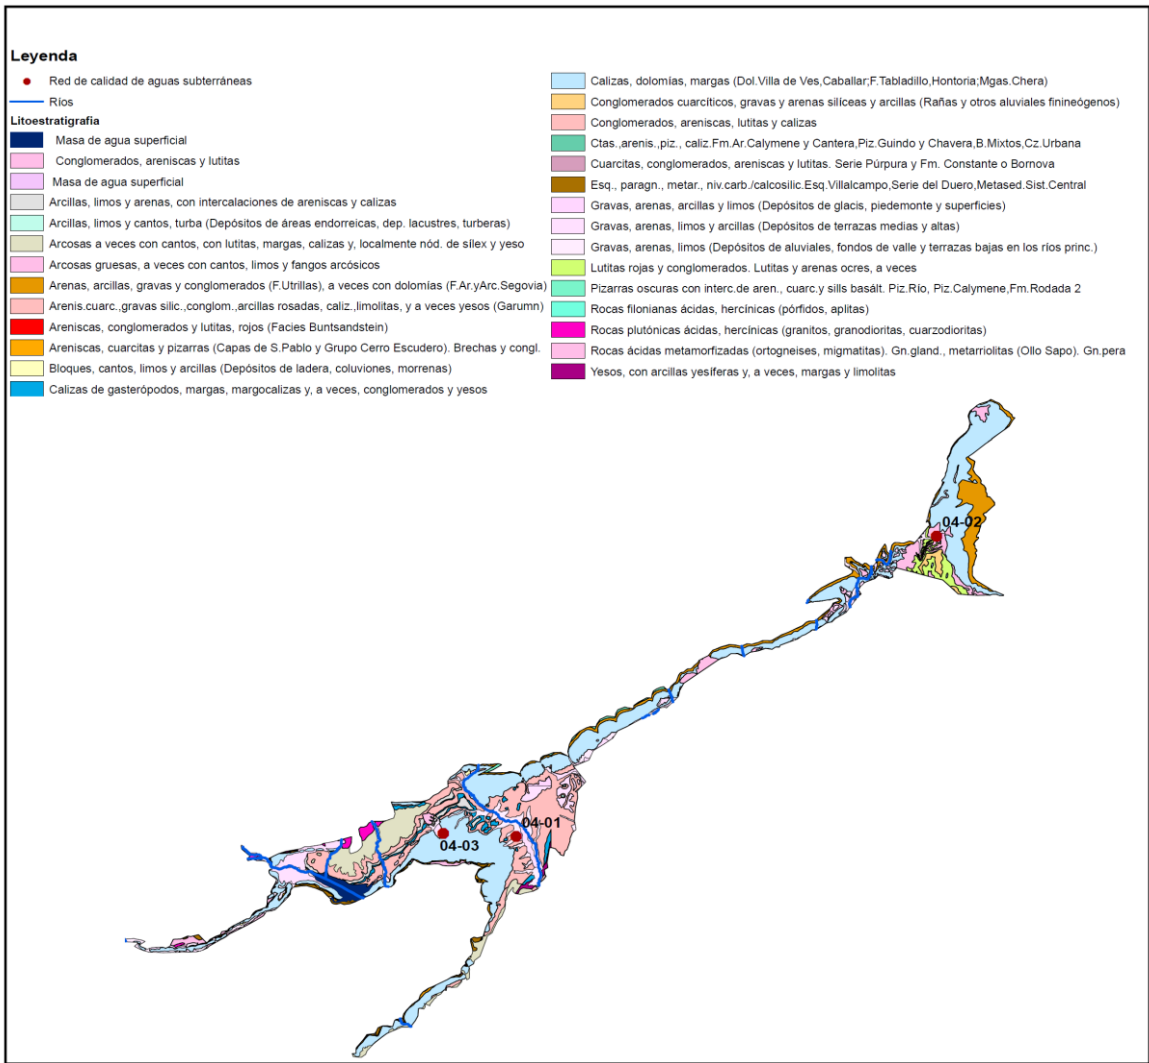 Leyenda
Red de calidad de aguas subterráneas
Ríos
Litoestratigrafia
Masa de agua superficial
Conglomerados, areniscas y lutitas
Masa de agua superficial
Arcillas, limos y arenas, con intercalaciones de areniscas y calizas
Arcillas, limos y cantos, turba (Depósitos de áreas endorreicas, dep. lacustres, turberas)
Arcosas a veces con cantos, con lutitas, margas, calizas y, localmente nód. de sílex y yeso
Arcosas gruesas, a veces con cantos, limos y fangos arcósicos
Arenas, arcillas, gravas y conglomerados (F.Utrillas), a veces con dolomías (F.Ar.yArc.Segovia)
Arenis.cuarc.,gravas silic.,conglom.,arcillas rosadas, caliz.,limolitas, y a veces yesos (Garumn)
Areniscas, conglomerados y lutitas, rojos (Facies Buntsandstein)
Areniscas, cuarcitas y pizarras (Capas de S.Pablo y Grupo Cerro Escudero). Brechas y congl.
Bloques, cantos, limos y arcillas (Depósitos de ladera, coluviones, morrenas)
Calizas de gasterópodos, margas, margocalizas y, a veces, conglomerados y yesos
Calizas, dolomías, margas (Dol.Villa de Ves,Caballar;F.Tabladillo,Hontoria;Mgas.Chera)
Conglomerados cuarcíticos, gravas y arenas silíceas y arcillas (Rañas y otros aluviales finineógenos)
Conglomerados, areniscas, lutitas y calizas
Ctas.,arenis.,piz., caliz.Fm.Ar.Calymene y Cantera,Piz.Guindo y Chavera,B.Mixtos,Cz.Urbana
Cuarcitas, conglomerados, areniscas y lutitas. Serie Púrpura y Fm. Constante o Bornova
Esq., paragn., metar., niv.carb./calcosilic.Esq.Villalcampo,Serie del Duero,Metased.Sist.Central
Gravas, arenas, arcillas y limos (Depósitos de glacis, piedemonte y superficies)
Gravas, arenas, limos y arcillas (Depósitos de terrazas medias y altas)
Gravas, arenas, limos (Depósitos de aluviales, fondos de valle y terrazas bajas en los ríos princ.)
Lutitas rojas y conglomerados. Lutitas y arenas ocres, a veces
Pizarras oscuras con interc.de aren., cuarc.y sills basált. Piz.Río, Piz.Calymene,Fm.Rodada 2
Rocas filonianas ácidas, hercínicas (pórfidos, aplitas)
Rocas plutónicas ácidas, hercínicas (granitos, granodioritas, cuarzodioritas)
Rocas ácidas metamorfizadas (ortogneises, migmatitas). Gn.gland., metarriolitas (Ollo Sapo). Gn.pera
Yesos, con arcillas yesíferas y, a veces, margas y limolitas
04-02
04-01
04-03